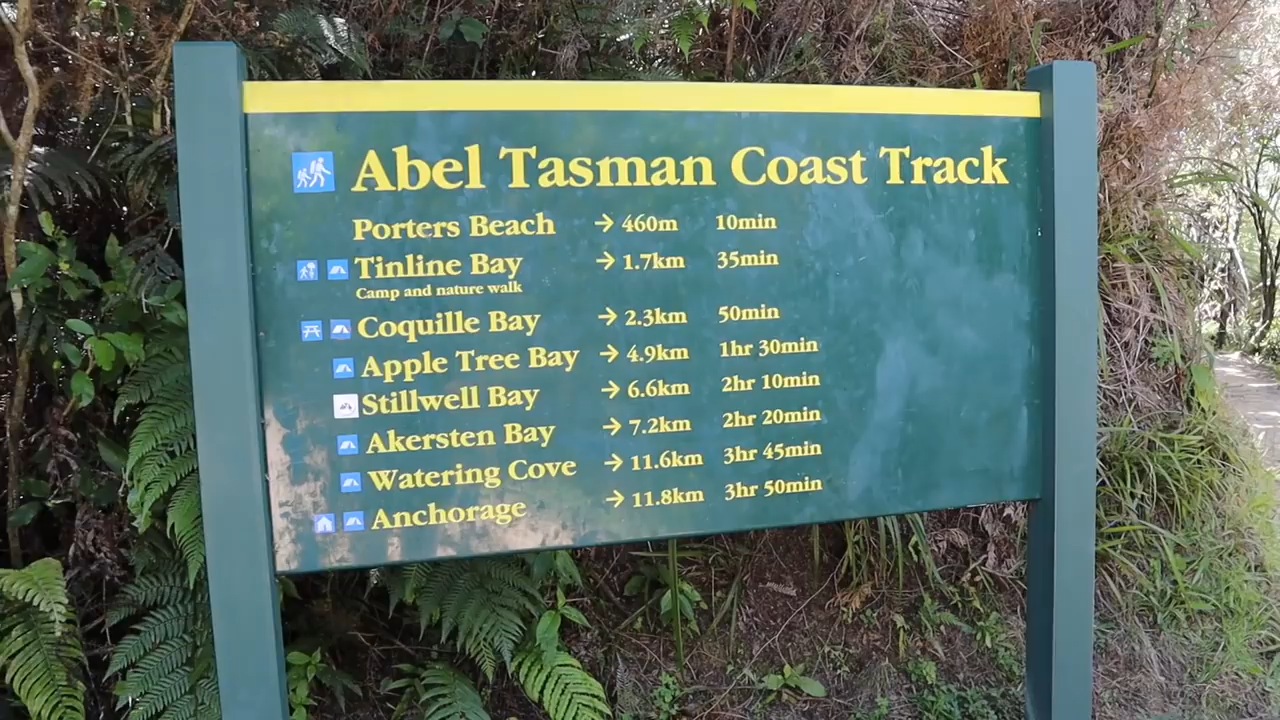 Abel Tasman Coast Track
Porters Beach → 460m 10min
Tinline Bay → 1.7km 35min
Camp and nature walk
Coquille Bay → 2.3km 50min
Apple Tree Bay → 4.9km 1hr 30min
Stillwell Bay → 6.6km 2hr 10min
Akersten Bay → 7.2km 2hr 20min
Watering Cove → 11.6km 3hr 45min
Anchorage → 11.8km 3hr 50min